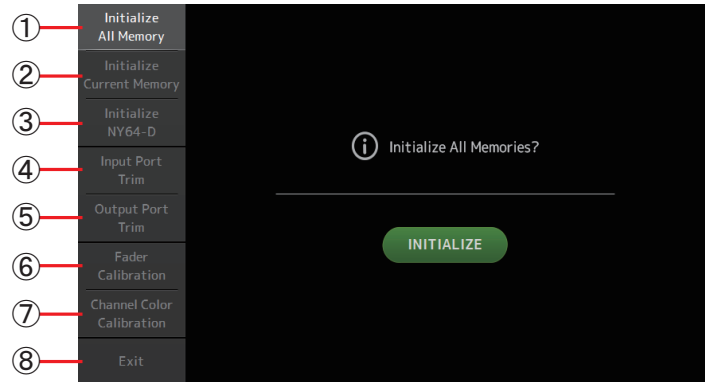 ① Initialize
All Memory
② Initialize
Current Memory
③ Initialize
NY64-D
④ Input Port
Trim
⑤ Output Port
Trim
⑥ Fader
Calibration
⑦ Channel Color
Calibration
⑧ Exit
Initialize All Memories?
INITIALIZE